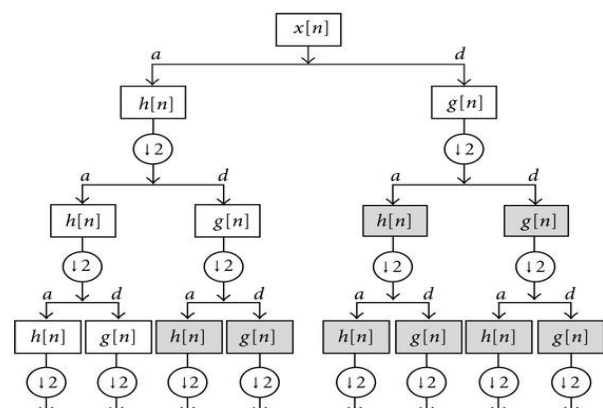 x[n]
a d
h[n] g[n]
↓2 ↓2
a d a d
h[n] g[n] h[n] g[n]
↓2 ↓2 ↓2 ↓2
a d a d a d a d
h[n] g[n] h[n] g[n] h[n] g[n] h[n] g[n]
↓2 ↓2 ↓2 ↓2 ↓2 ↓2 ↓2 ↓2